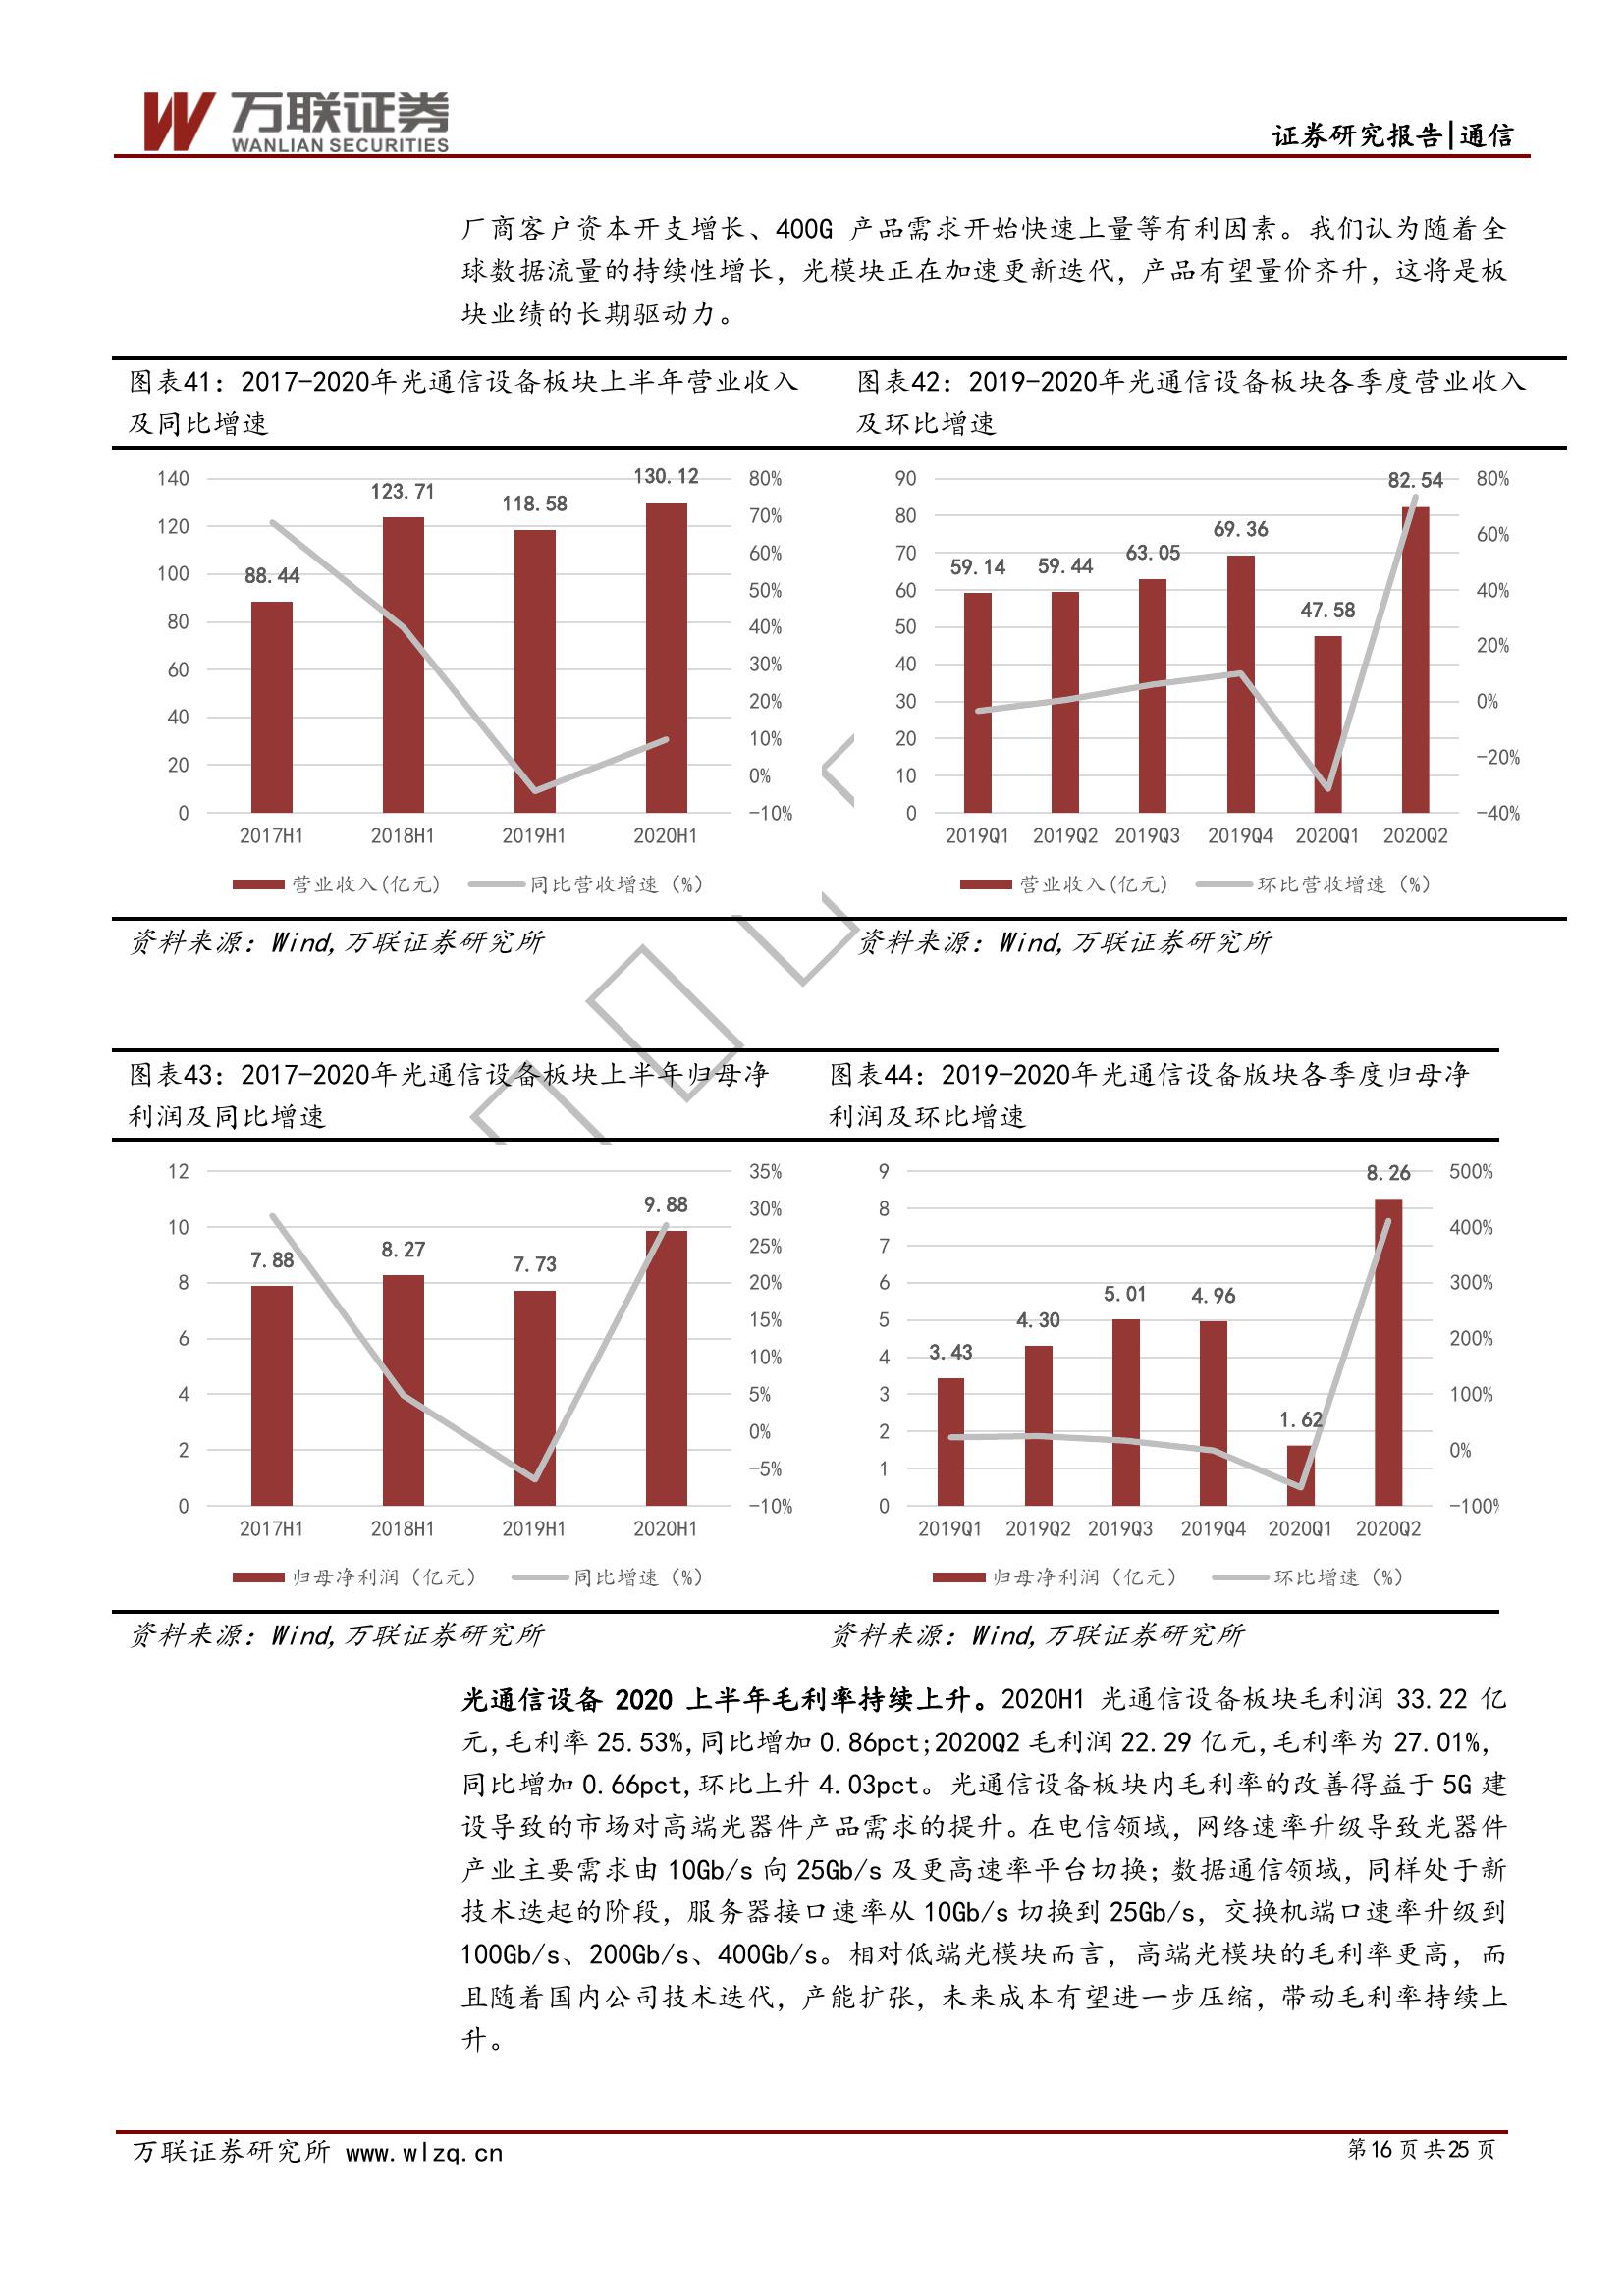 万联证券
WANLIAN SECURITIES
证券研究报告|通信
厂商客户资本开支增长、400G 产品需求开始快速上量等有利因素。我们认为随着全
球数据流量的持续性增长，光模块正在加速更新迭代，产品有望量价齐升，这将是板
块业绩的长期驱动力。
图表41：2017-2020年光通信设备板块上半年营业收入
及同比增速
图表42：2019-2020年光通信设备板块各季度营业收入
及环比增速
140
120
100
80
60
40
20
0
88.44
123.71
118.58
130.12
80%
70%
60%
50%
40%
30%
20%
10%
0%
-10%
2017H1 2018H1 2019H1 2020H1
营业收入(亿元) 同比营收增速（%）
90
80
70
60
50
40
30
20
10
0
59.14
59.44
63.05
69.36
47.58
82.54
80%
60%
40%
20%
0%
-20%
-40%
2019Q1 2019Q2 2019Q3 2019Q4 2020Q1 2020Q2
营业收入(亿元) 环比营收增速（%）
资料来源：Wind,万联证券研究所
资料来源：Wind,万联证券研究所
图表43：2017-2020年光通信设备板块上半年归母净
利润及同比增速
图表44：2019-2020年光通信设备版块各季度归母净
利润及环比增速
12
10
8
6
4
2
0
7.88
8.27
7.73
9.88
35%
30%
25%
20%
15%
10%
5%
0%
-5%
-10%
2017H1 2018H1 2019H1 2020H1
归母净利润（亿元） 同比增速（%）
9
8
7
6
5
4
3
2
1
0
3.43
4.30
5.01
4.96
1.62
8.26
500%
400%
300%
200%
100%
0%
-100%
2019Q1 2019Q2 2019Q3 2019Q4 2020Q1 2020Q2
归母净利润（亿元） 环比增速（%）
资料来源：Wind,万联证券研究所
资料来源：Wind,万联证券研究所
光通信设备 2020 上半年毛利率持续上升。2020H1 光通信设备板块毛利润 33.22 亿
元,毛利率 25.53%,同比增加 0.86pct;2020Q2 毛利润 22.29 亿元,毛利率为 27.01%,
同比增加 0.66pct,环比上升 4.03pct。光通信设备板块内毛利率的改善得益于 5G 建
设导致的市场对高端光器件产品需求的提升。在电信领域，网络速率升级导致光器件
产业主要需求由 10Gb/s 向 25Gb/s 及更高速率平台切换；数据通信领域，同样处于新
技术迭起的阶段，服务器接口速率从 10Gb/s 切换到 25Gb/s，交换机端口速率升级到
100Gb/s、200Gb/s、400Gb/s。相对低端光模块而言，高端光模块的毛利率更高，而
且随着国内公司技术迭代，产能扩张，未来成本有望进一步压缩，带动毛利率持续上
升。
万联证券研究所 www.wlzq.cn
第16 页共25 页